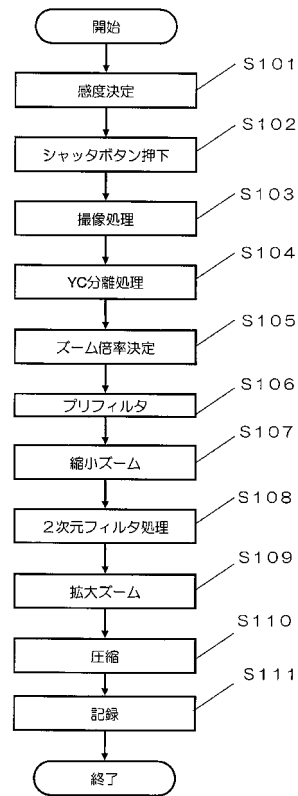 開始
S101
感度決定
S102
シャッタボタン押下
S103
撮像処理
S104
YC分離処理
S105
ズーム倍率決定
S106
プリフィルタ
S107
縮小ズーム
S108
2次元フィルタ処理
S109
拡大ズーム
S110
圧縮
S111
記録
終了